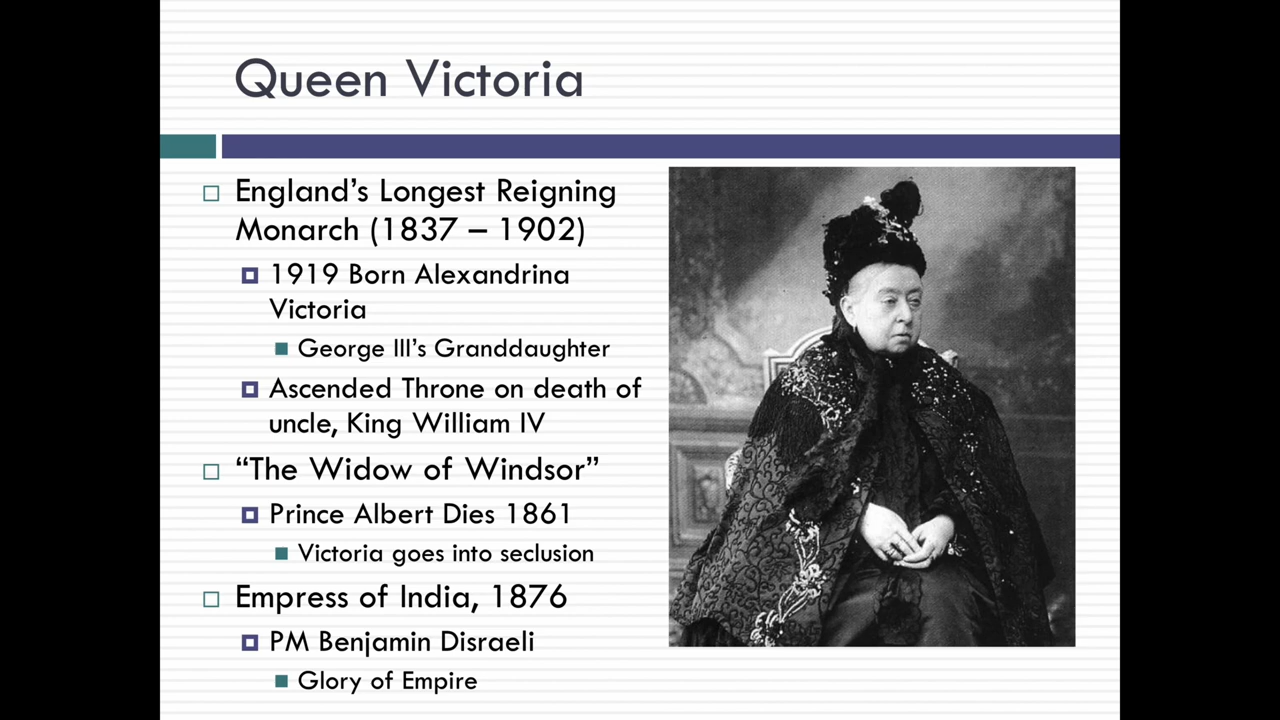 Queen Victoria
England’s Longest Reigning
Monarch (1837 – 1902)
1919 Born Alexandrina
Victoria
George III’s Granddaughter
Ascended Throne on death of
uncle, King William IV
“The Widow of Windsor”
Prince Albert Dies 1861
Victoria goes into seclusion
Empress of India, 1876
PM Benjamin Disraeli
Glory of Empire